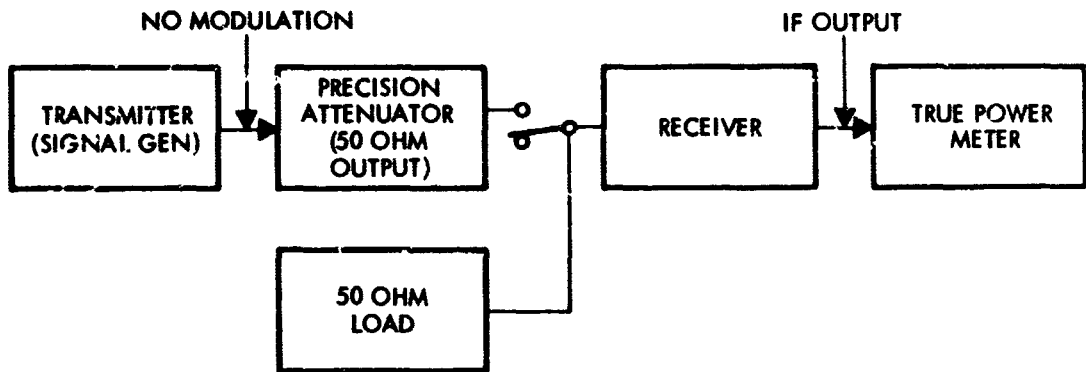 NO MODULATION
IF OUTPUT
TRANSMITTER
(SIGNAL GEN)
PRECISION
ATTENUATOR
(50 OHM
OUTPUT)
RECEIVER
TRUE POWER
METER
50 OHM
LOAD